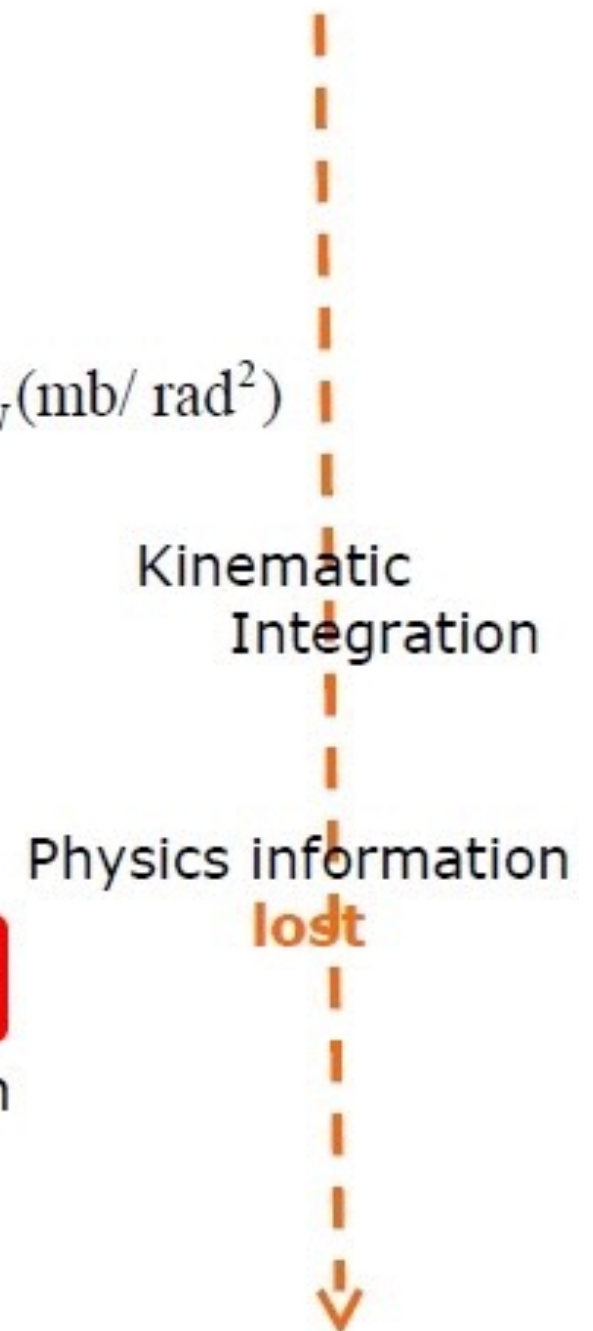 (mb/ rad²)
Kinematic
Integration
Physics information
lost